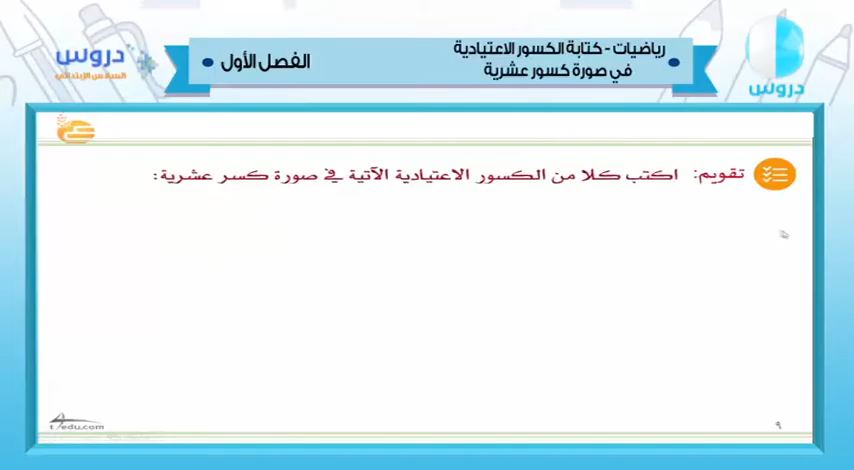 دروس
السادس الابتدائي
الفصل الأول
رياضيات - كتابة الكسور الاعتيادية
في صورة كسور عشرية
دروس
تقويم: اكتب كلا من الكسور الاعتيادية الآتية في صورة كسر عشرية:
t4edu.com
٩